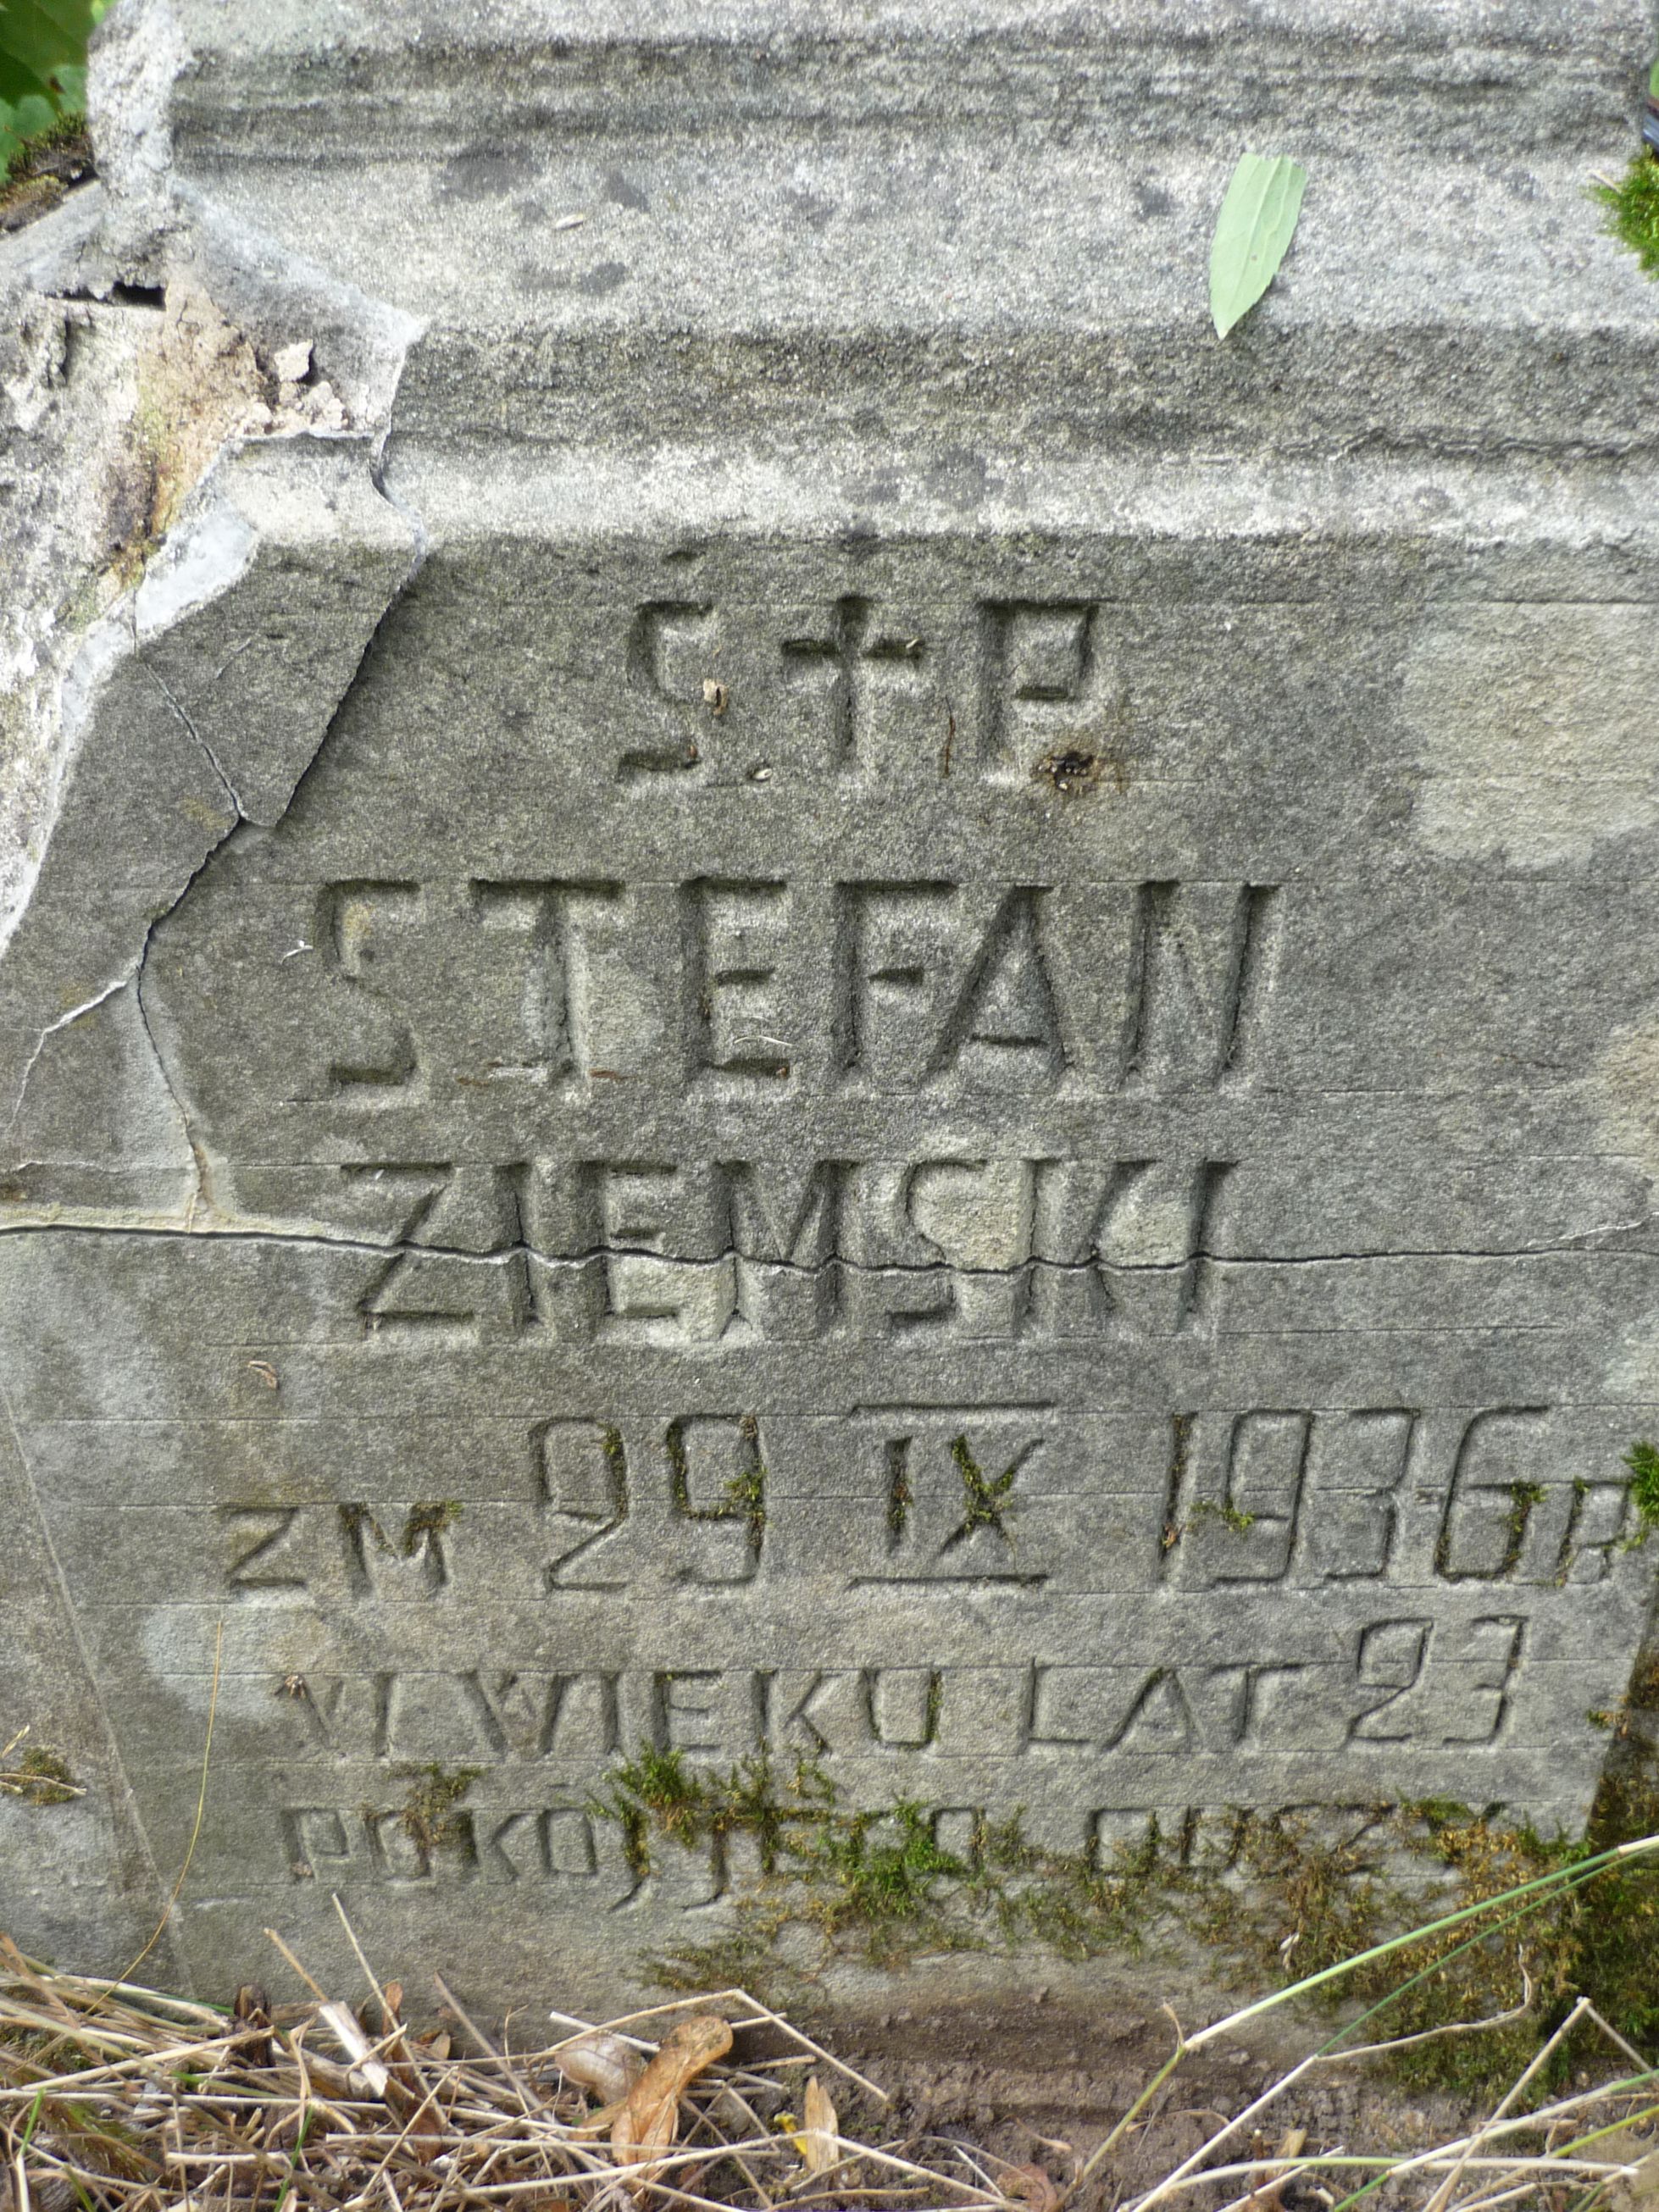 Ś✝P
STEFAN
ZIEMSKI
ZM 29 IX 1936 R
W WIEKU LAT 23
POKÓJ JEGO DUSZY